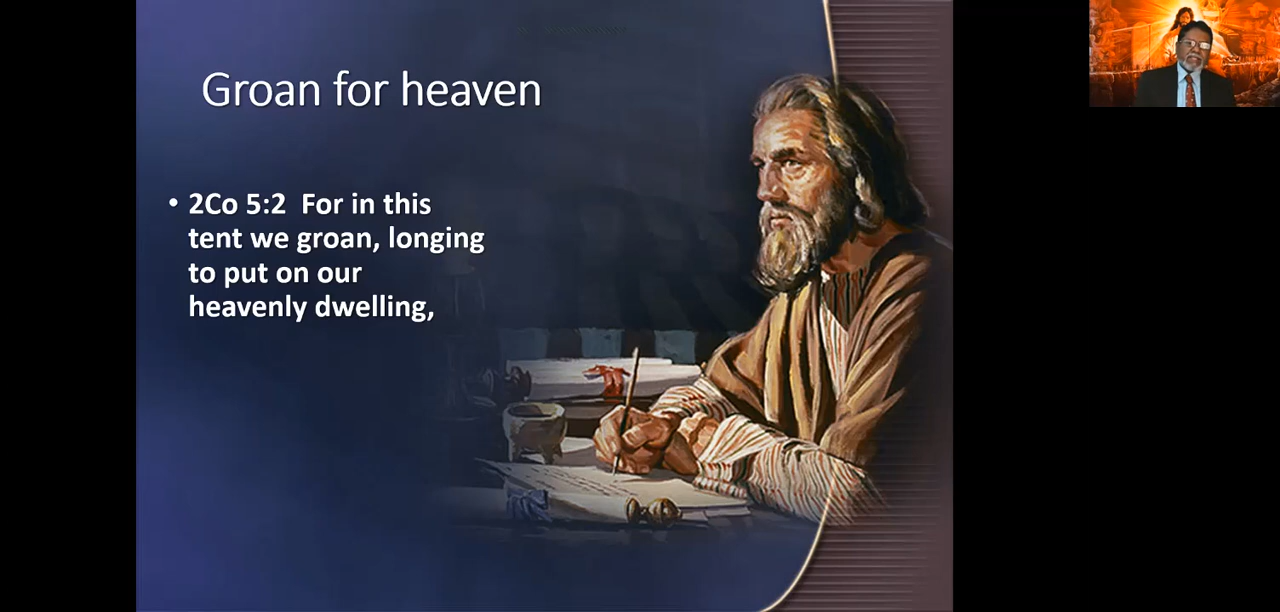 Groan for heaven
• 2Co 5:2  For in this
tent we groan, longing
to put on our
heavenly dwelling,